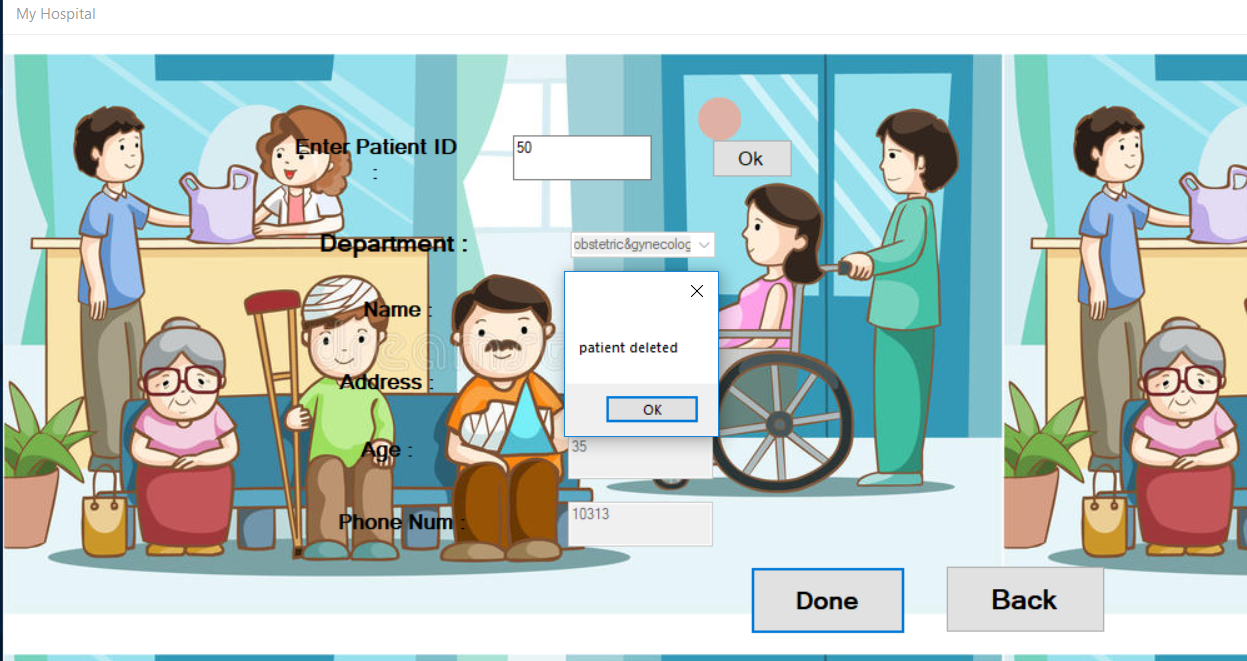 My Hospital
Enter Patient ID
:
50
Ok
Department :
obstetric&gynecolog
Name :
patient deleted
OK
Address :
Age :
35
Phone Num :
10313
Done
Back